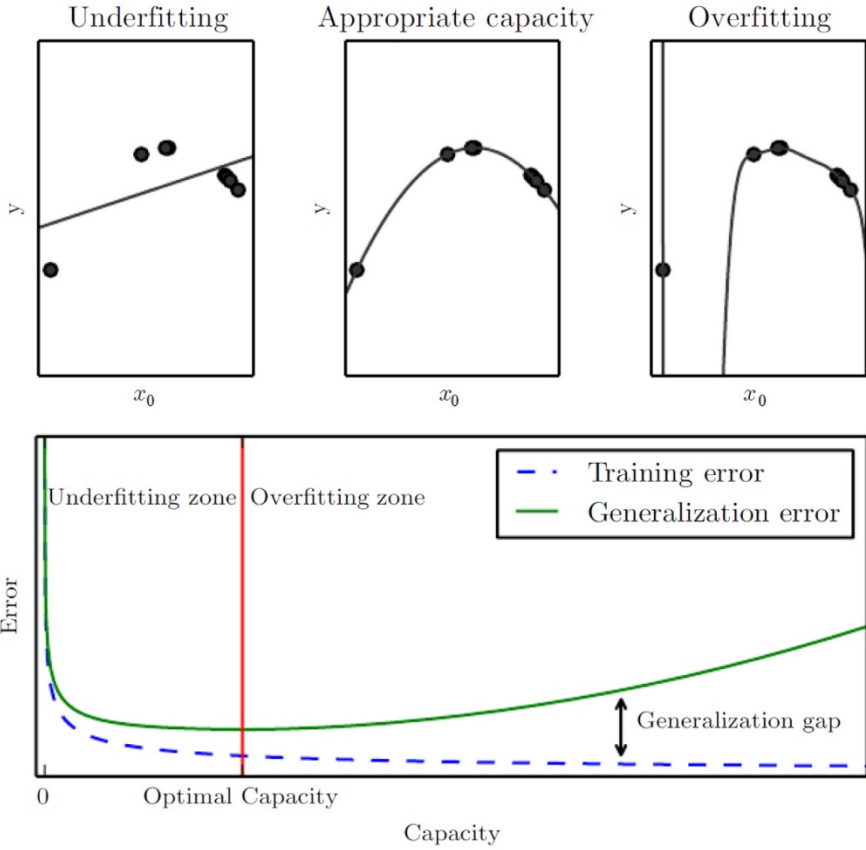 Underfitting
Appropriate capacity
Overfitting
y
y
y
x₀
x₀
x₀
Training error
Generalization error
Underfitting zone
Overfitting zone
Error
Generalization gap
0
Optimal Capacity
Capacity